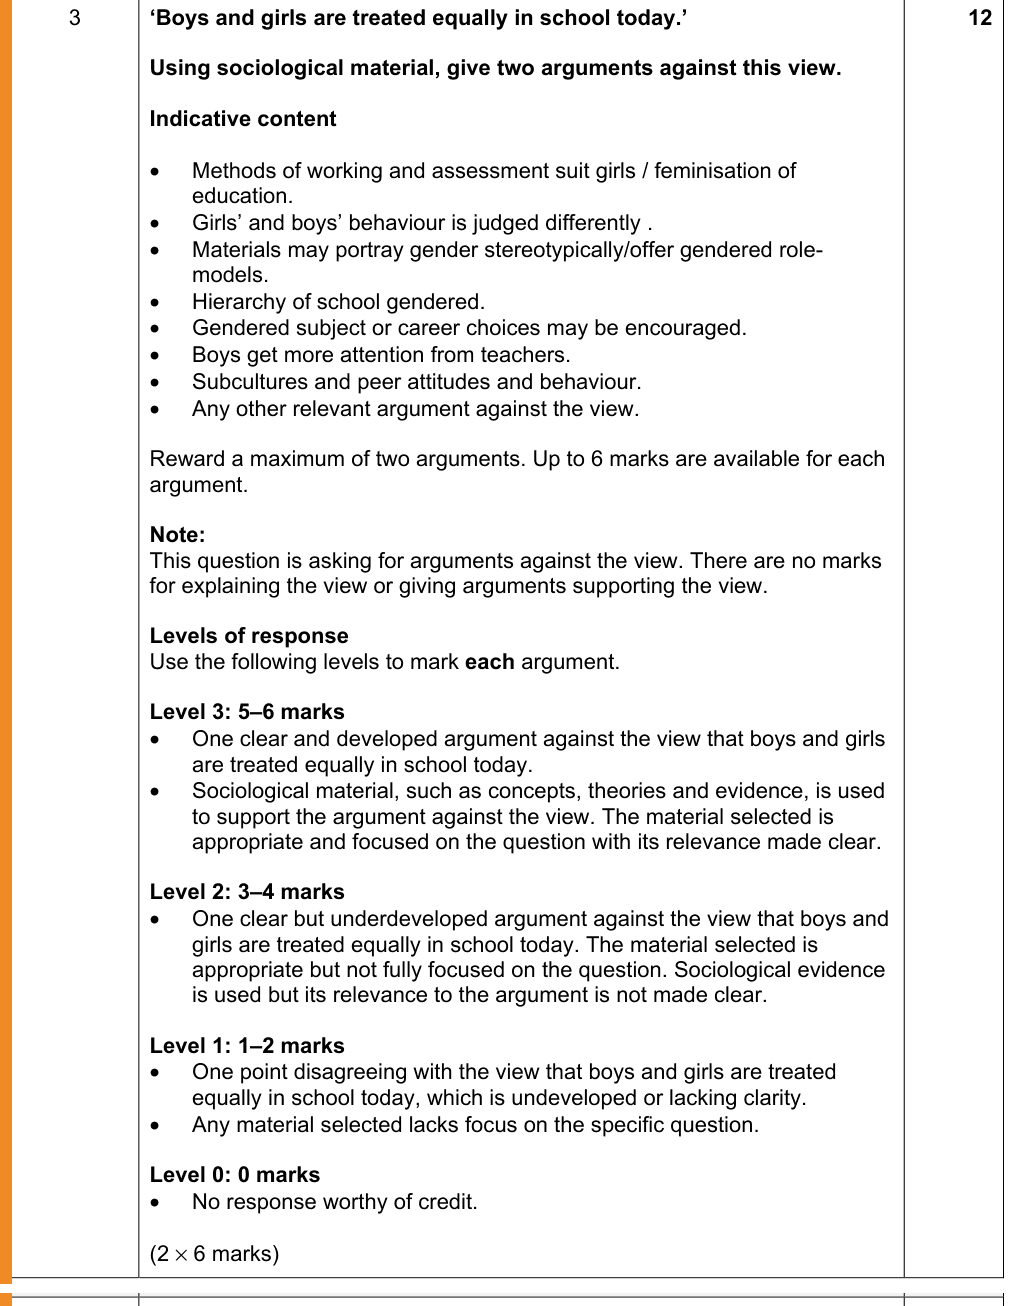 3
‘Boys and girls are treated equally in school today.’
12
Using sociological material, give two arguments against this view.
Indicative content
• Methods of working and assessment suit girls / feminisation of
education.
• Girls’ and boys’ behaviour is judged differently .
• Materials may portray gender stereotypically/offer gendered role-
models.
• Hierarchy of school gendered.
• Gendered subject or career choices may be encouraged.
• Boys get more attention from teachers.
• Subcultures and peer attitudes and behaviour.
• Any other relevant argument against the view.
Reward a maximum of two arguments. Up to 6 marks are available for each
argument.
Note:
This question is asking for arguments against the view. There are no marks
for explaining the view or giving arguments supporting the view.
Levels of response
Use the following levels to mark each argument.
Level 3: 5–6 marks
• One clear and developed argument against the view that boys and girls
are treated equally in school today.
• Sociological material, such as concepts, theories and evidence, is used
to support the argument against the view. The material selected is
appropriate and focused on the question with its relevance made clear.
Level 2: 3–4 marks
• One clear but underdeveloped argument against the view that boys and
girls are treated equally in school today. The material selected is
appropriate but not fully focused on the question. Sociological evidence
is used but its relevance to the argument is not made clear.
Level 1: 1–2 marks
• One point disagreeing with the view that boys and girls are treated
equally in school today, which is undeveloped or lacking clarity.
• Any material selected lacks focus on the specific question.
Level 0: 0 marks
• No response worthy of credit.
(2 × 6 marks)